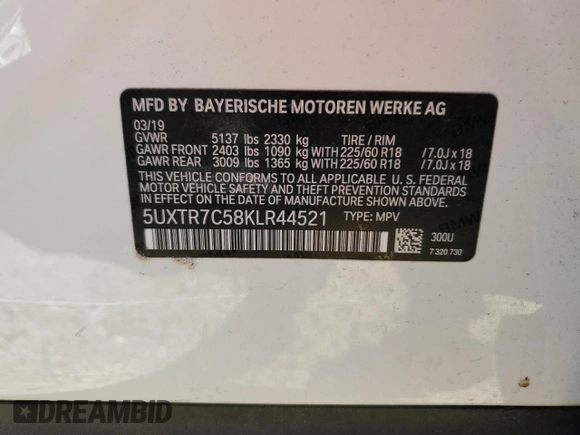 MFD BY BAYERISCHE MOTOREN WERKE AG
03/19
GVWR 5137 lbs 2330 kg TIRE / RIM
GAWR FRONT 2403 lbs 1090 kg WITH 225/60 R18 /7.0J x 18
GAWR REAR 3009 lbs 1365 kg WITH 225/60 R18 /7.0J x 18
THIS VEHICLE CONFORMS TO ALL APPLICABLE U. S. FEDERAL
MOTOR VEHICLE SAFETY, BUMPER, AND THEFT PREVENTION STANDARDS
IN EFFECT ON THE DATE OF MANUFACTURE SHOWN ABOVE.
5UXTR7C58KLR44521 TYPE: MPV
300U
7 320 730
DREAMBID